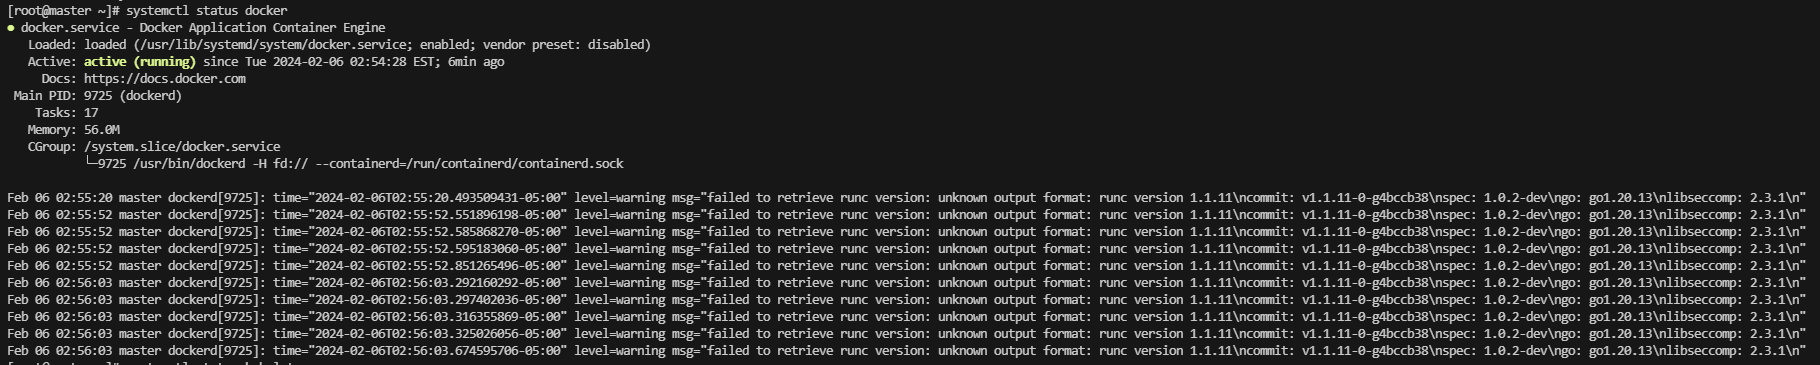 [root@master ~]# systemctl status docker
● docker.service - Docker Application Container Engine
Loaded: loaded (/usr/lib/systemd/system/docker.service; enabled; vendor preset: disabled)
Active: active (running) since Tue 2024-02-06 02:54:28 EST; 6min ago
Docs: https://docs.docker.com
Main PID: 9725 (dockerd)
Tasks: 17
Memory: 56.0M
CGroup: /system.slice/docker.service
└─9725 /usr/bin/dockerd -H fd:// --containerd=/run/containerd/containerd.sock
Feb 06 02:55:20 master dockerd[9725]: time="2024-02-06T02:55:20.493509431-05:00" level=warning msg="failed to retrieve runc version: unknown output format: runc version 1.1.11\ncommit: v1.1.11-0-g4bccb38\nspec: 1.0.2-dev\ngo: go1.20.13\nlibseccomp: 2.3.1\n"
Feb 06 02:55:52 master dockerd[9725]: time="2024-02-06T02:55:52.551896198-05:00" level=warning msg="failed to retrieve runc version: unknown output format: runc version 1.1.11\ncommit: v1.1.11-0-g4bccb38\nspec: 1.0.2-dev\ngo: go1.20.13\nlibseccomp: 2.3.1\n"
Feb 06 02:55:52 master dockerd[9725]: time="2024-02-06T02:55:52.585868270-05:00" level=warning msg="failed to retrieve runc version: unknown output format: runc version 1.1.11\ncommit: v1.1.11-0-g4bccb38\nspec: 1.0.2-dev\ngo: go1.20.13\nlibseccomp: 2.3.1\n"
Feb 06 02:55:52 master dockerd[9725]: time="2024-02-06T02:55:52.595183060-05:00" level=warning msg="failed to retrieve runc version: unknown output format: runc version 1.1.11\ncommit: v1.1.11-0-g4bccb38\nspec: 1.0.2-dev\ngo: go1.20.13\nlibseccomp: 2.3.1\n"
Feb 06 02:55:52 master dockerd[9725]: time="2024-02-06T02:55:52.851265496-05:00" level=warning msg="failed to retrieve runc version: unknown output format: runc version 1.1.11\ncommit: v1.1.11-0-g4bccb38\nspec: 1.0.2-dev\ngo: go1.20.13\nlibseccomp: 2.3.1\n"
Feb 06 02:56:03 master dockerd[9725]: time="2024-02-06T02:56:03.292160292-05:00" level=warning msg="failed to retrieve runc version: unknown output format: runc version 1.1.11\ncommit: v1.1.11-0-g4bccb38\nspec: 1.0.2-dev\ngo: go1.20.13\nlibseccomp: 2.3.1\n"
Feb 06 02:56:03 master dockerd[9725]: time="2024-02-06T02:56:03.297402036-05:00" level=warning msg="failed to retrieve runc version: unknown output format: runc version 1.1.11\ncommit: v1.1.11-0-g4bccb38\nspec: 1.0.2-dev\ngo: go1.20.13\nlibseccomp: 2.3.1\n"
Feb 06 02:56:03 master dockerd[9725]: time="2024-02-06T02:56:03.316355869-05:00" level=warning msg="failed to retrieve runc version: unknown output format: runc version 1.1.11\ncommit: v1.1.11-0-g4bccb38\nspec: 1.0.2-dev\ngo: go1.20.13\nlibseccomp: 2.3.1\n"
Feb 06 02:56:03 master dockerd[9725]: time="2024-02-06T02:56:03.325026056-05:00" level=warning msg="failed to retrieve runc version: unknown output format: runc version 1.1.11\ncommit: v1.1.11-0-g4bccb38\nspec: 1.0.2-dev\ngo: go1.20.13\nlibseccomp: 2.3.1\n"
Feb 06 02:56:03 master dockerd[9725]: time="2024-02-06T02:56:03.674595706-05:00" level=warning msg="failed to retrieve runc version: unknown output format: runc version 1.1.11\ncommit: v1.1.11-0-g4bccb38\nspec: 1.0.2-dev\ngo: go1.20.13\nlibseccomp: 2.3.1\n"